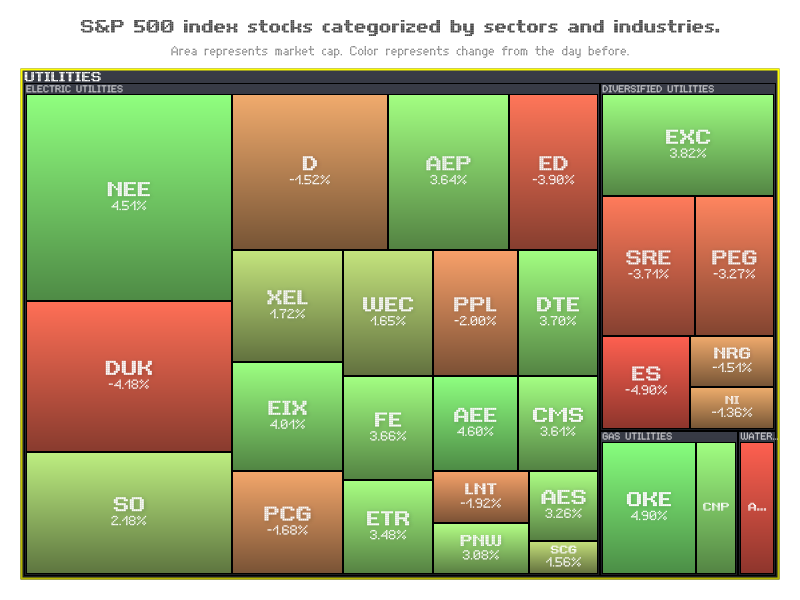 S&P 500 index stocks categorized by sectors and industries.
Area represents market cap. Color represents change from the day before.
UTILITIES
ELECTRIC UTILITIES
NEE
4.51%
DUK
-4.18%
SO
2.18%
D
-1.52%
AEP
3.64%
ED
-3.90%
XEL
1.72%
WEC
1.65%
PPL
-2.00%
DTE
3.70%
EIX
4.01%
FE
3.66%
AEE
4.60%
CMS
3.61%
PCG
-1.68%
ETR
3.48%
LNT
-1.92%
AES
3.26%
PNW
3.08%
SCG
1.56%
DIVERSIFIED UTILITIES
EXC
3.82%
SRE
-3.71%
PEG
-3.27%
ES
-4.90%
NRG
-1.51%
NI
-1.36%
GAS UTILITIES
OKE
4.90%
CNP
WATER...
A...